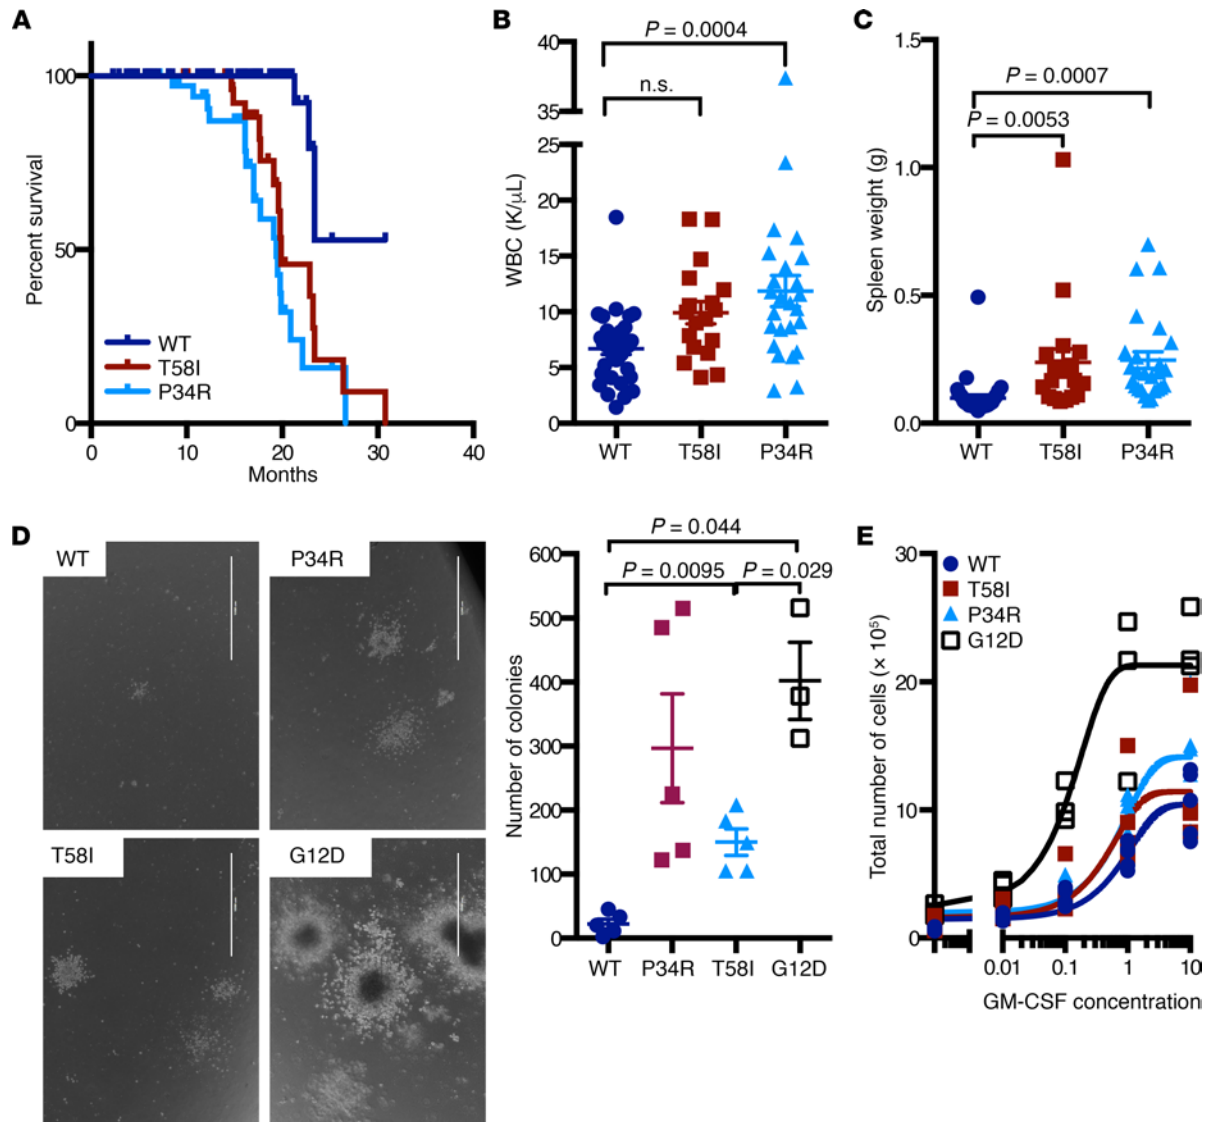 A
Percent survival
100
50
0
WT
T58I
P34R
0 10 20 30 40
Months
B
WBC (K/μL)
40
35
25
20
15
10
5
0
P = 0.0004
n.s.
WT T58I P34R
C
Spleen weight (g)
1.5
1.0
0.5
0.0
P = 0.0007
P = 0.0053
WT T58I P34R
D
WT
P34R
T58I
G12D
Number of colonies
600
500
400
300
200
100
0
P = 0.044
P = 0.0095 P = 0.029
WT P34R T58I G12D
E
Total number of cells (× 10⁵)
30
20
10
0
WT
T58I
P34R
G12D
0.01 0.1 1 10
GM-CSF concentration